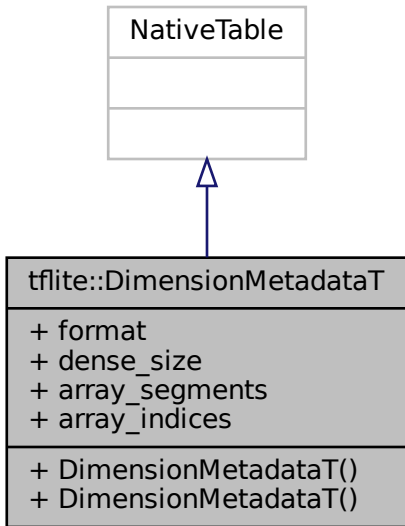 NativeTable
tflite::DimensionMetadataT
+ format
+ dense_size
+ array_segments
+ array_indices
+ DimensionMetadataT()
+ DimensionMetadataT()